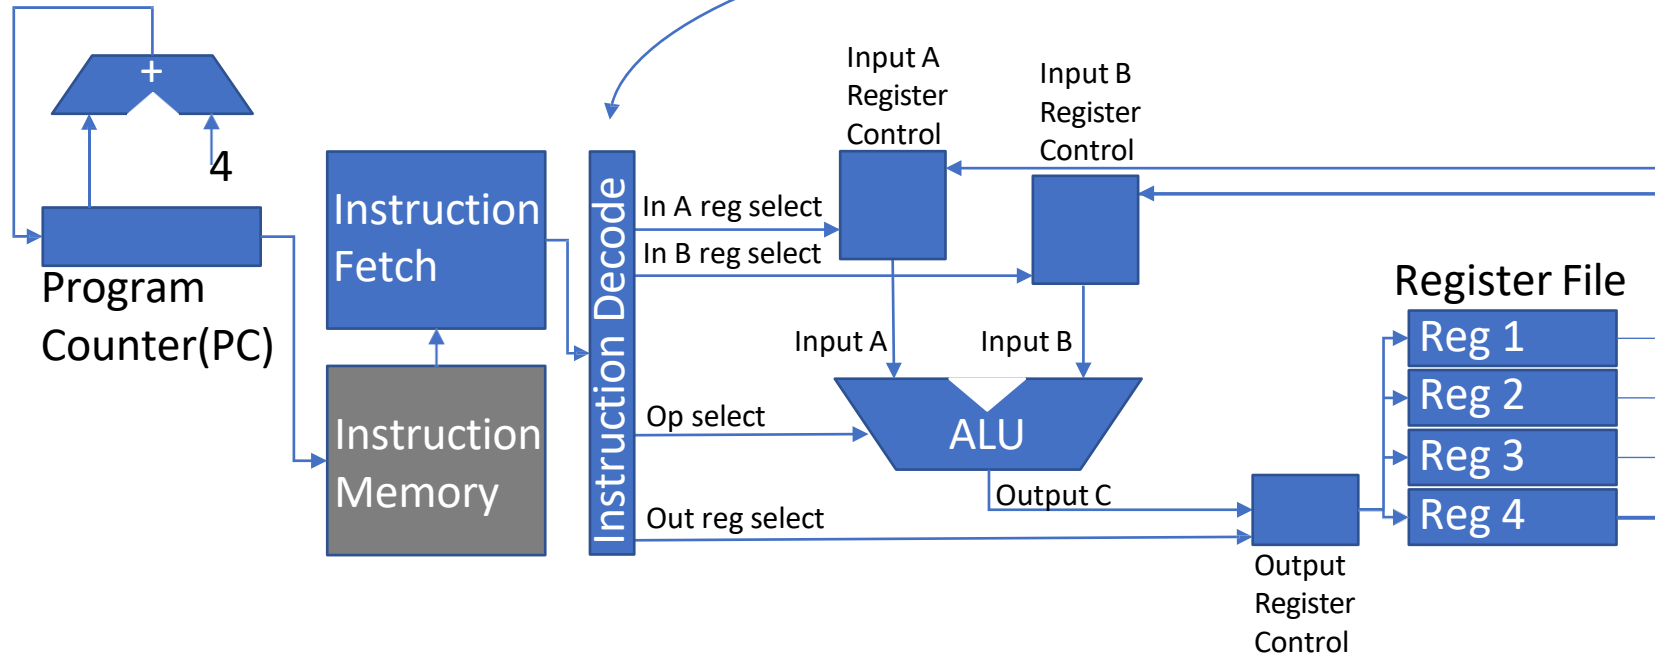 +
4
Program
Counter(PC)
Instruction
Fetch
Instruction
Memory
Instruction Decode
In A reg select
In B reg select
Op select
Out reg select
Input A
Register
Control
Input B
Register
Control
Input A
Input B
ALU
Output C
Output
Register
Control
Register File
Reg 1
Reg 2
Reg 3
Reg 4